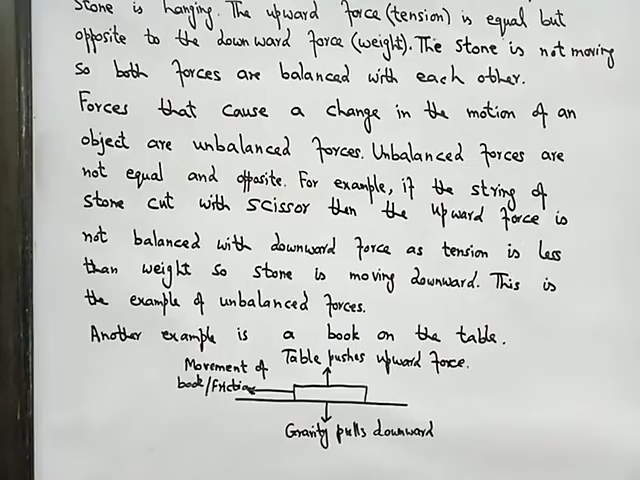 Stone is hanging. The upward force (tension) is equal but
opposite to the downward force (weight). The stone is not moving
so both forces are balanced with each other.
Forces that cause a change in the motion of an
object are unbalanced forces. Unbalanced forces are
not equal and opposite. For example, if the string of
stone cut with scissor then the upward force is
not balanced with downward force as tension is less
than weight so stone is moving downward. This is
the example of unbalanced forces.
Another example is a book on the table.
Movement of
book/friction
Table pushes upward force.
Gravity pulls downward